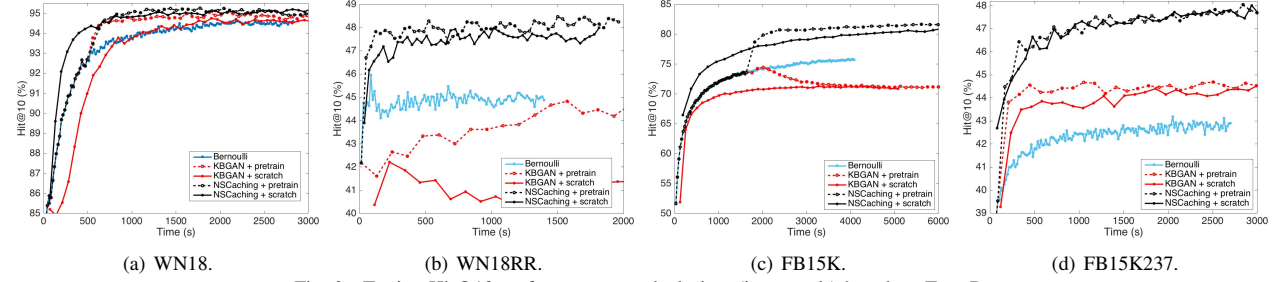 Hit@10 (%)
95
94
93
92
91
90
89
88
87
86
85
0
500
1000
1500
2000
2500
3000
Time (s)
Bernoulli
KBGAN + pretrain
KBGAN + scratch
NSCaching + pretrain
NSCaching + scratch
(a) WN18.
Hit@10 (%)
49
48
47
46
45
44
43
42
41
40
0
500
1000
1500
2000
Time (s)
Bernoulli
KBGAN + pretrain
KBGAN + scratch
NSCaching + pretrain
NSCaching + scratch
(b) WN18RR.
Hit@10 (%)
85
80
75
70
65
60
55
50
0
1000
2000
3000
4000
5000
6000
Time (s)
Bernoulli
KBGAN + pretrain
KBGAN + scratch
NSCaching + pretrain
NSCaching + scratch
(c) FB15K.
Hit@10 (%)
48
47
46
45
44
43
42
41
40
39
0
500
1000
1500
2000
2500
3000
Time (s)
Bernoulli
KBGAN + pretrain
KBGAN + scratch
NSCaching + pretrain
NSCaching + scratch
(d) FB15K237.